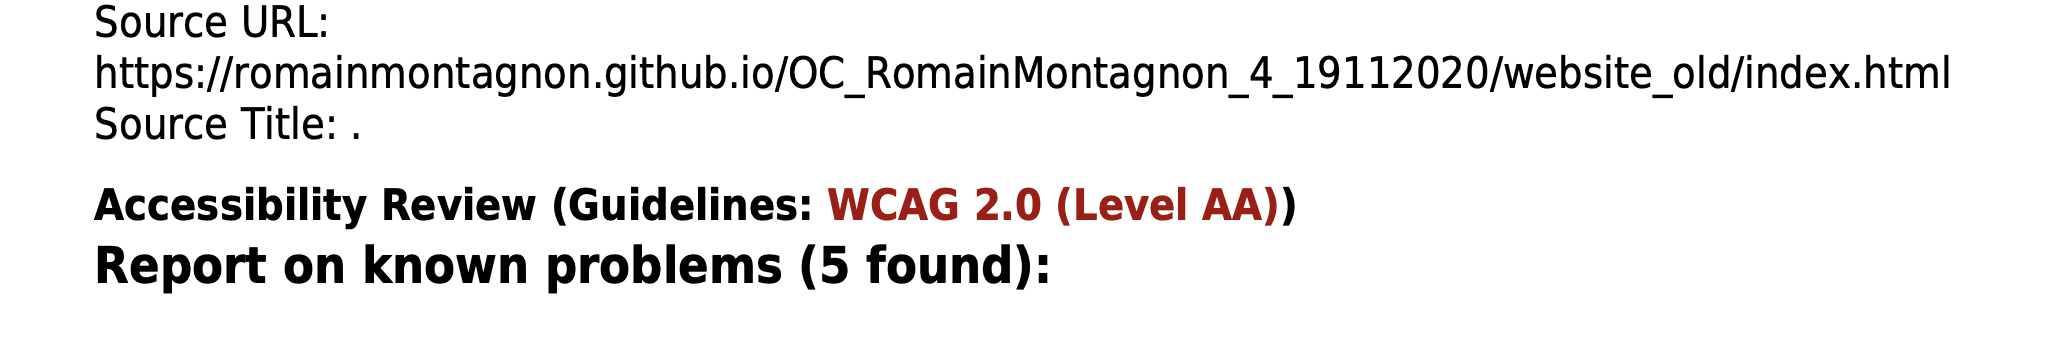 Source URL:
https://romainmontagnon.github.io/OC_RomainMontagnon_4_19112020/website_old/index.html
Source Title: .
Accessibility Review (Guidelines: WCAG 2.0 (Level AA))
Report on known problems (5 found):